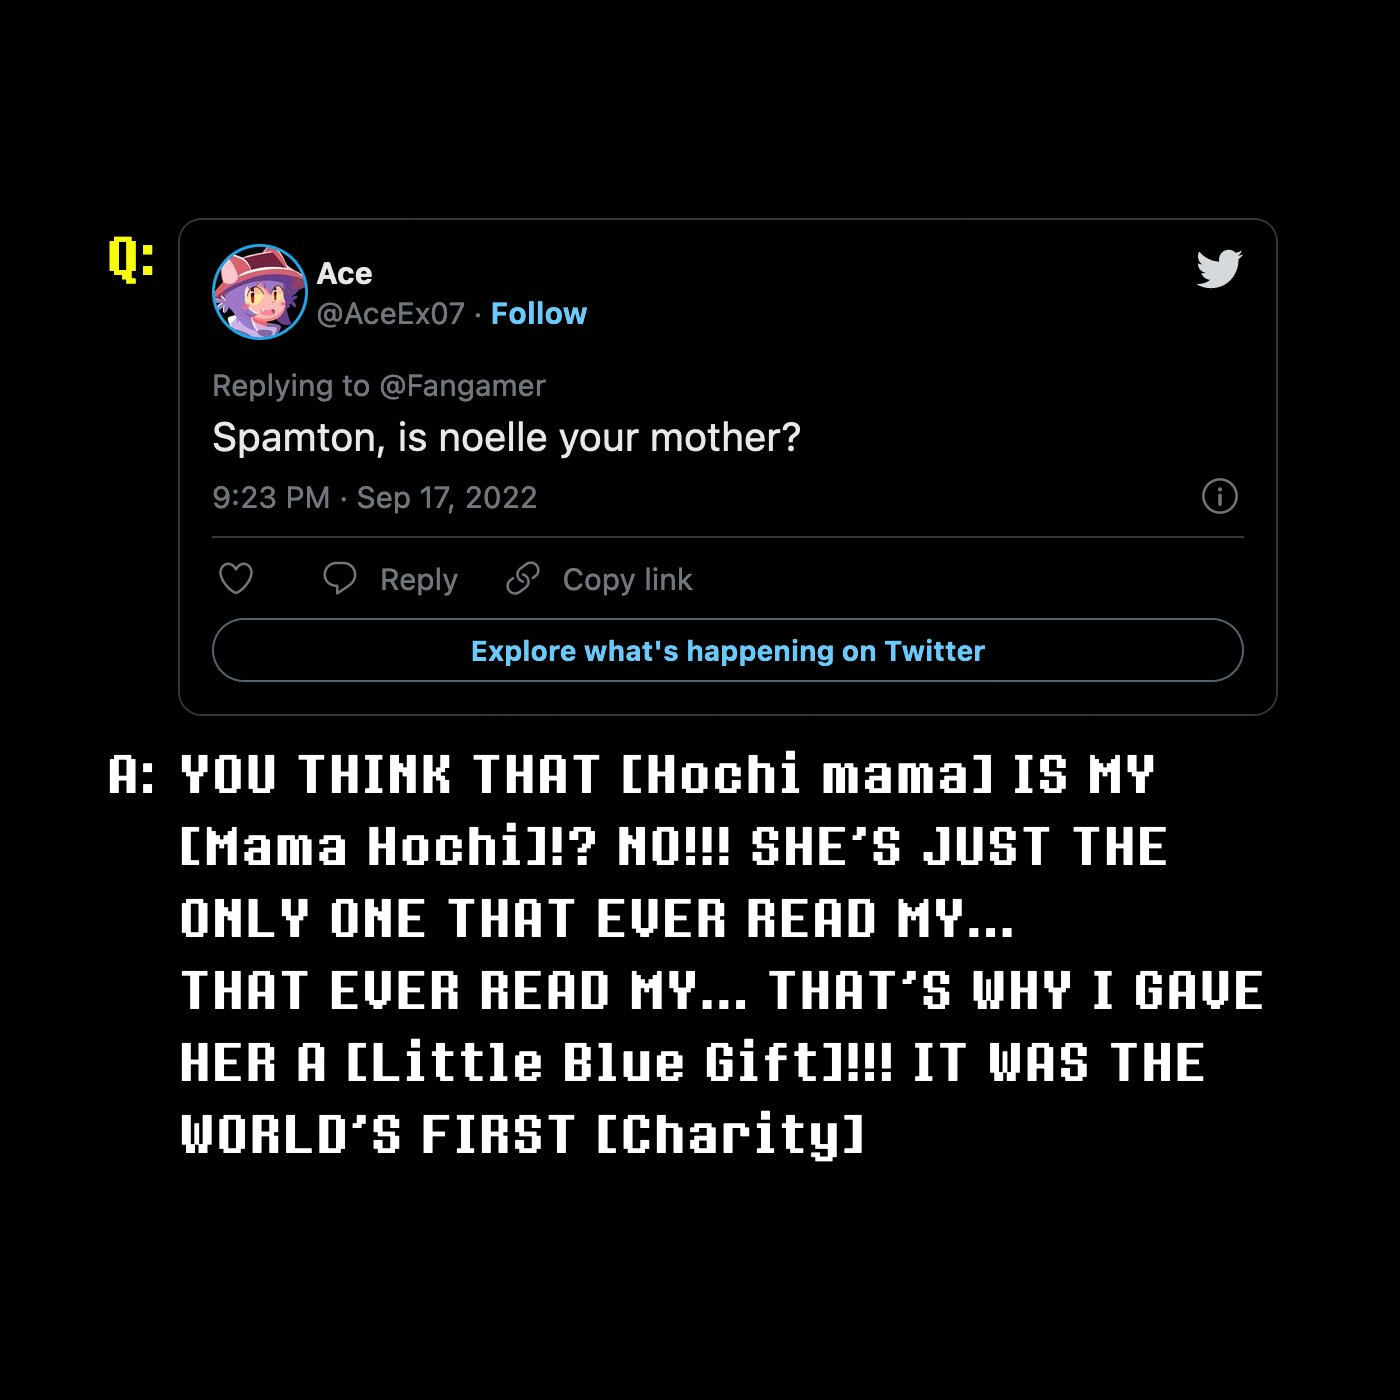 Q:
Ace
@AceEx07 · Follow
Replying to @Fangamer
Spamton, is noelle your mother?
9:23 PM · Sep 17, 2022
Reply Copy link
Explore what's happening on Twitter
A: YOU THINK THAT [Hochi mama] IS MY
[Mama Hochi]!? NO!!! SHE'S JUST THE
ONLY ONE THAT EVER READ MY...
THAT EVER READ MY... THAT'S WHY I GAVE
HER A [Little Blue Gift]!!! IT WAS THE
WORLD'S FIRST [Charity]